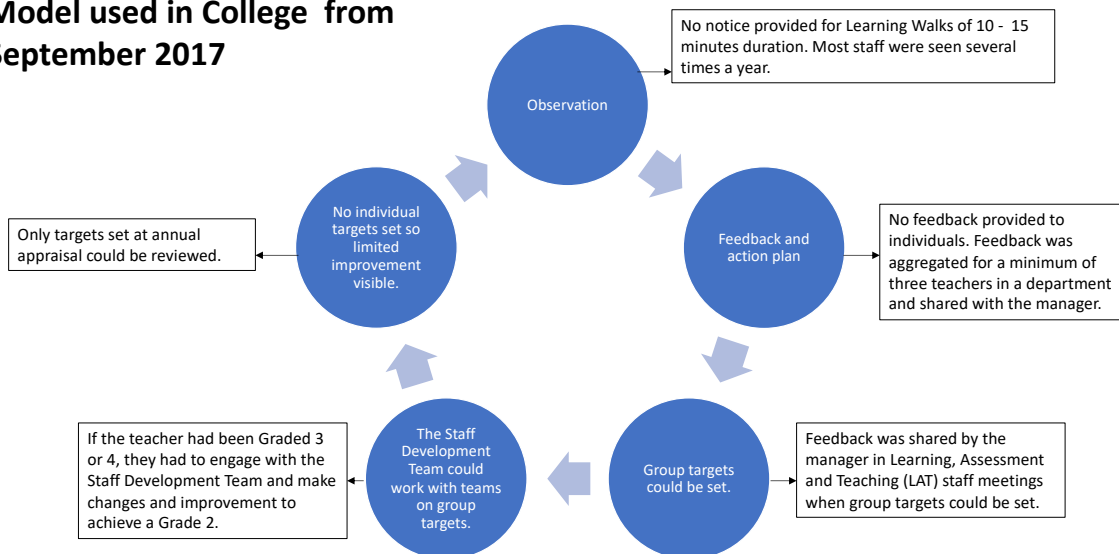 Model used in College from
September 2017
Observation
No notice provided for Learning Walks of 10 - 15
minutes duration. Most staff were seen several
times a year.
Feedback and
action plan
No feedback provided to
individuals. Feedback was
aggregated for a minimum of
three teachers in a department
and shared with the manager.
Group targets
could be set.
Feedback was shared by the
manager in Learning, Assessment
and Teaching (LAT) staff meetings
when group targets could be set.
The Staff
Development
Team could
work with teams
on group
targets.
If the teacher had been Graded 3
or 4, they had to engage with the
Staff Development Team and make
changes and improvement to
achieve a Grade 2.
No individual
targets set so
limited
improvement
visible.
Only targets set at annual
appraisal could be reviewed.